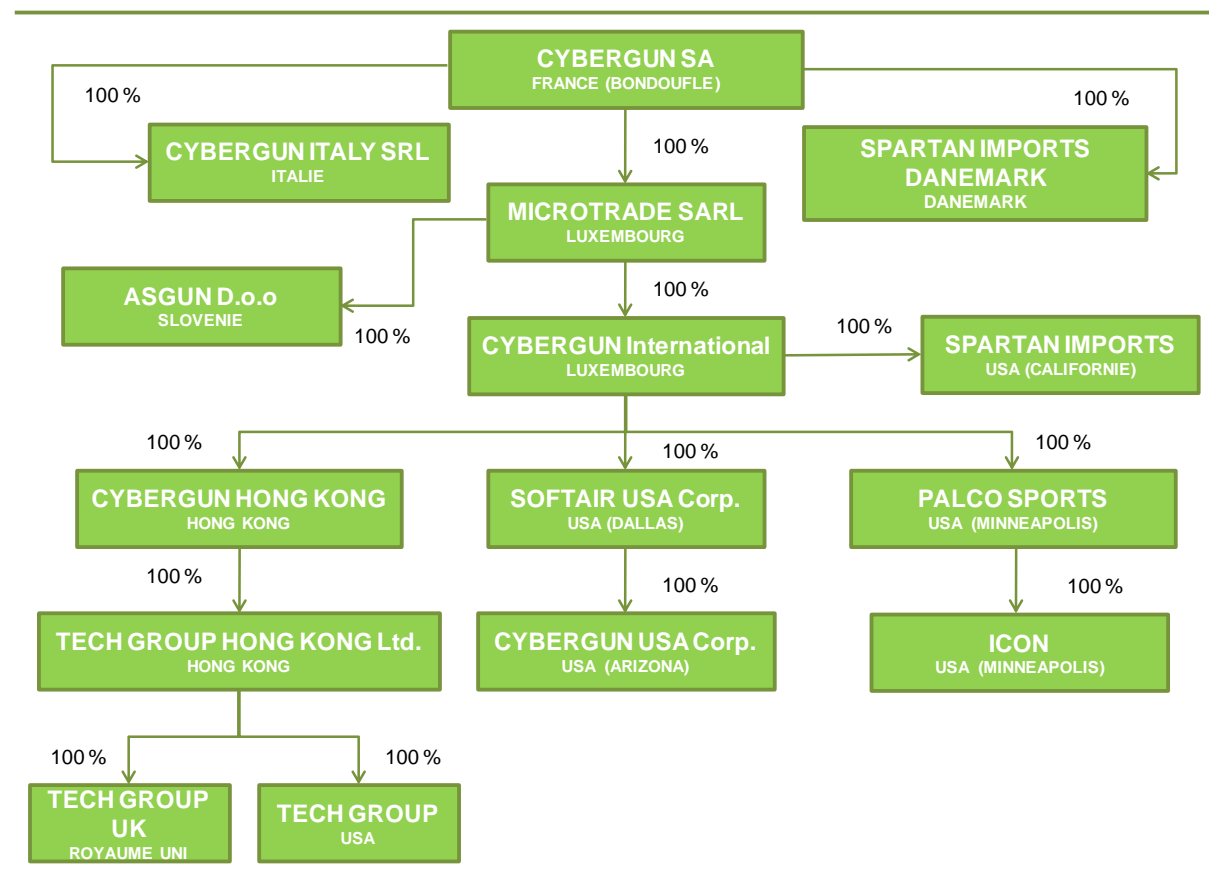 CYBERGUN SA
FRANCE (BONDOUFLE)
100 %
100 %
100 %
CYBERGUN ITALY SRL
ITALIE
SPARTAN IMPORTS
DANEMARK
DANEMARK
MICROTRADE SARL
LUXEMBOURG
ASGUN D.o.o
SLOVENIE
100 %
100 %
CYBERGUN International
LUXEMBOURG
100 %
SPARTAN IMPORTS
USA (CALIFORNIE)
100 %
100 %
100 %
CYBERGUN HONG KONG
HONG KONG
SOFTAIR USA Corp.
USA (DALLAS)
PALCO SPORTS
USA (MINNEAPOLIS)
100 %
100 %
100 %
TECH GROUP HONG KONG Ltd.
HONG KONG
CYBERGUN USA Corp.
USA (ARIZONA)
ICON
USA (MINNEAPOLIS)
100 %
100 %
TECH GROUP
UK
ROYAUME UNI
TECH GROUP
USA